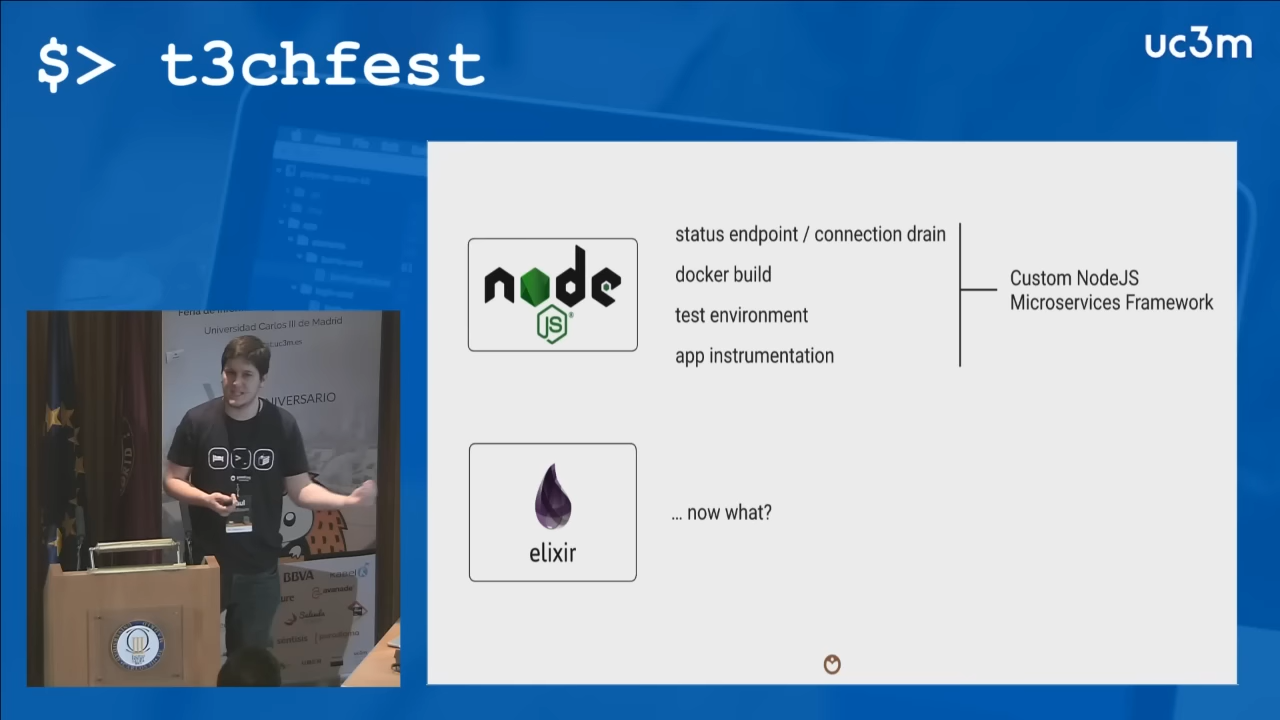 $> t3chfest
uc3m
node
JS
status endpoint / connection drain
docker build
test environment
app instrumentation
Custom NodeJS
Microservices Framework
elixir
... now what?
Universidad Carlos III de Madrid
BBVA